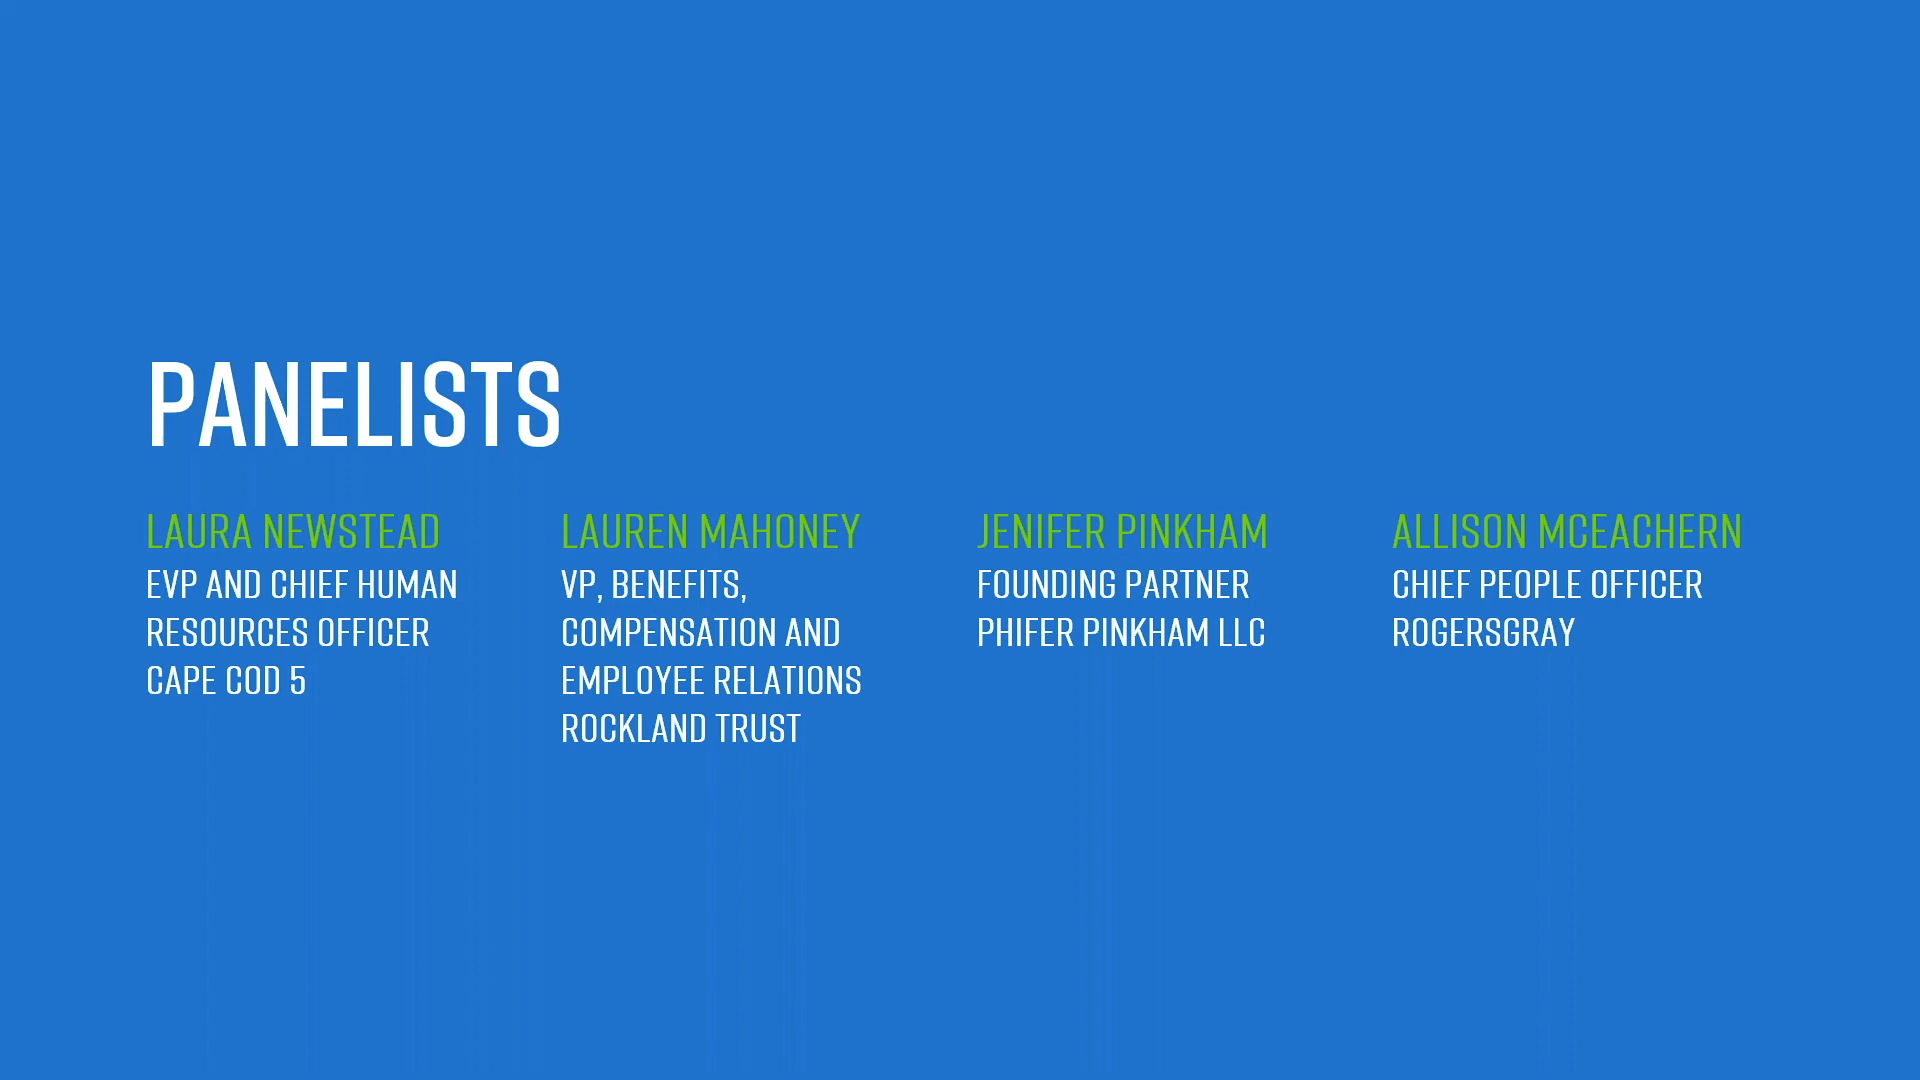 PANELISTS
LAURA NEWSTEAD
EVP AND CHIEF HUMAN
RESOURCES OFFICER
CAPE COD 5
LAUREN MAHONEY
VP, BENEFITS,
COMPENSATION AND
EMPLOYEE RELATIONS
ROCKLAND TRUST
JENIFER PINKHAM
FOUNDING PARTNER
PHIFER PINKHAM LLC
ALLISON MCEACHERN
CHIEF PEOPLE OFFICER
ROGERSGRAY